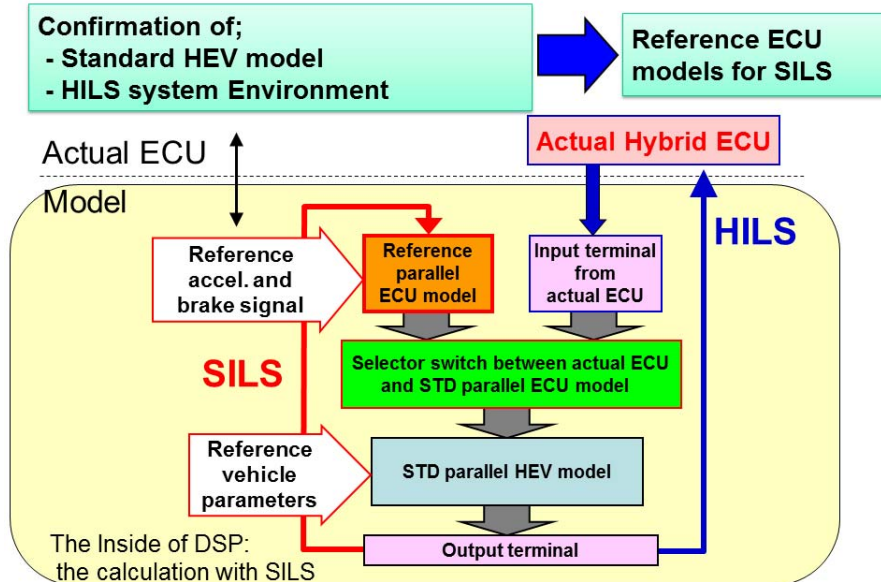 Confirmation of;
- Standard HEV model
- HILS system Environment
Reference ECU
models for SILS
Actual ECU
Actual Hybrid ECU
Model
HILS
Reference
accel. and
brake signal
Reference
parallel
ECU model
Input terminal
from
actual ECU
SILS
Selector switch between actual ECU
and STD parallel ECU model
Reference
vehicle
parameters
STD parallel HEV model
Output terminal
The Inside of DSP:
the calculation with SILS